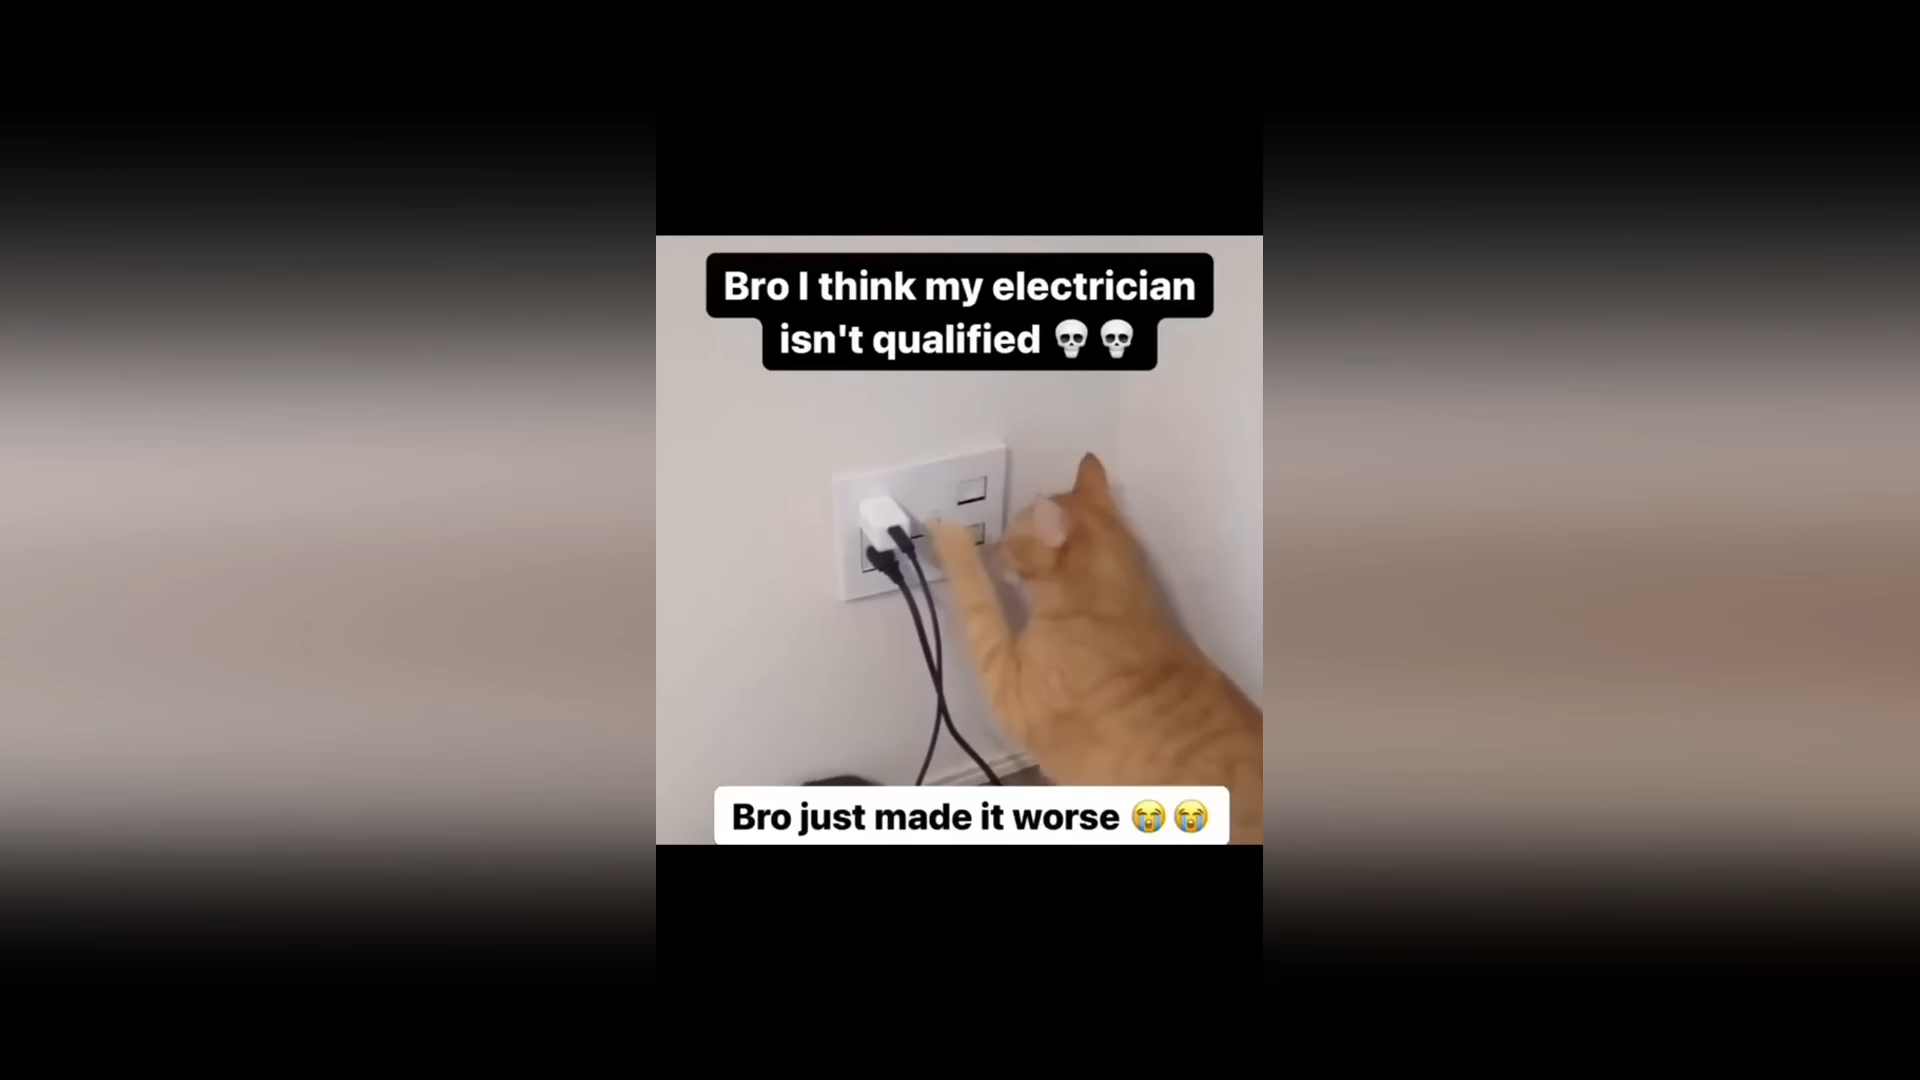 Bro I think my electrician
isn't qualified 💀💀
Bro just made it worse 😭😭